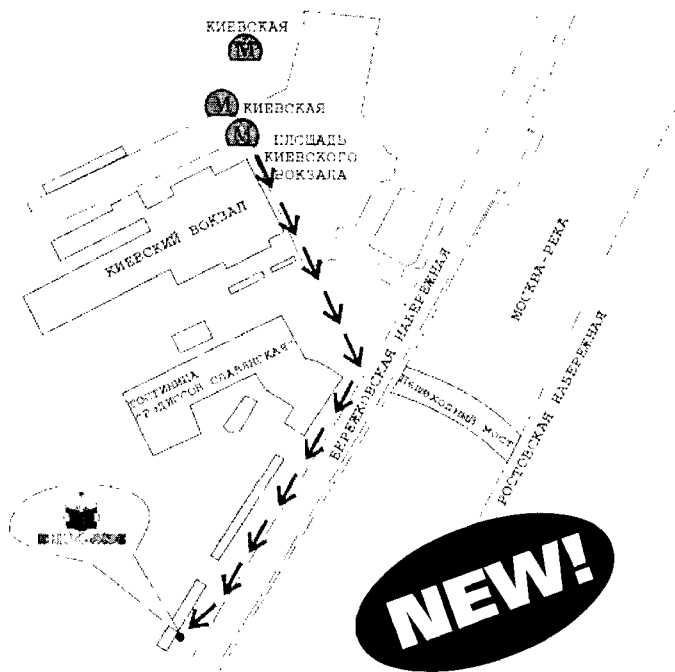 КИЕВСКАЯ
М
М КИЕВСКАЯ
М ПЛОЩАДЬ
КИЕВСКОГО
ВОКЗАЛА
КИЕВСКИЙ ВОКЗАЛ
МОСКВА-РЕКА
БЕРЕЖКОВСКАЯ НАБЕРЕЖНАЯ
РОСТОВСКАЯ НАБЕРЕЖНАЯ
ГОСТИНИЦА
РЭДИССОН СЛАВЯНСКАЯ
ПЕШЕХОДНЫЙ МОСТ
NEW!